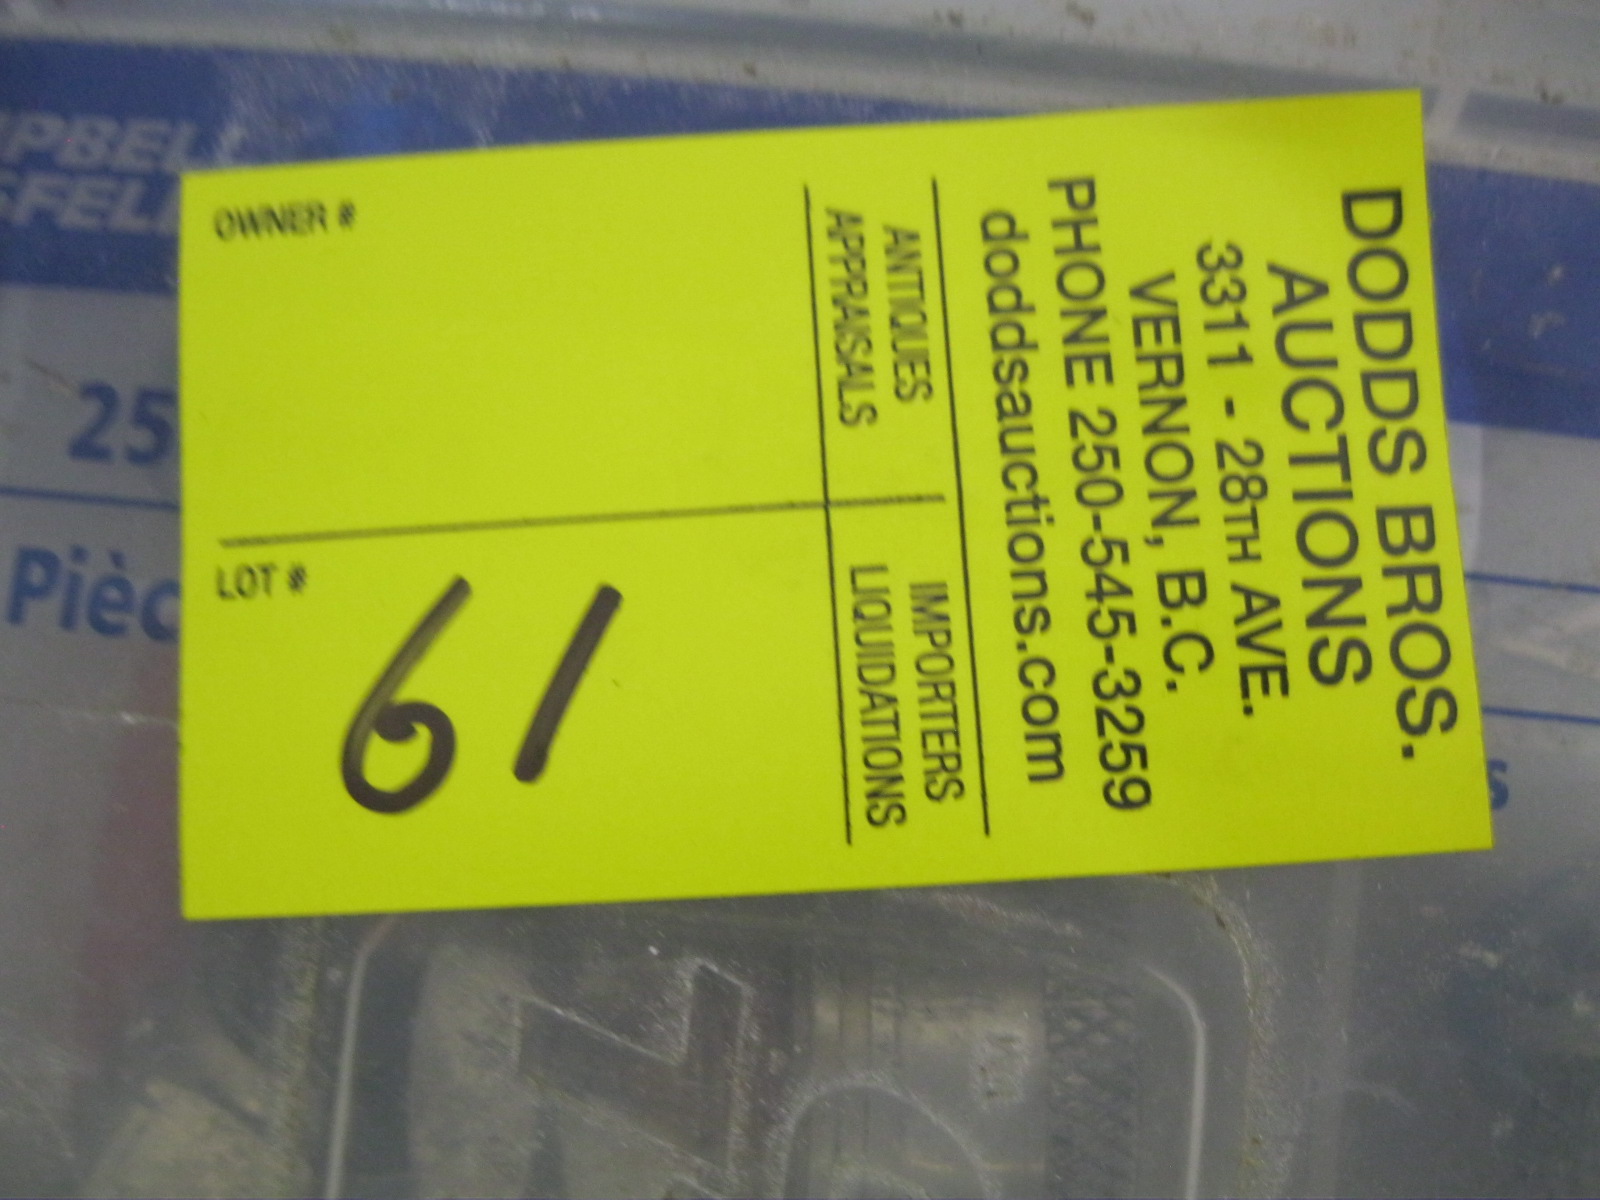 DODDS BROS.
AUCTIONS
3311 - 28TH AVE.
VERNON, B.C.
PHONE 250-545-3259
doddsauctions.com
ANTIQUES
APPRAISALS
IMPORTERS
LIQUIDATIONS
OWNER #
LOT #
61
25